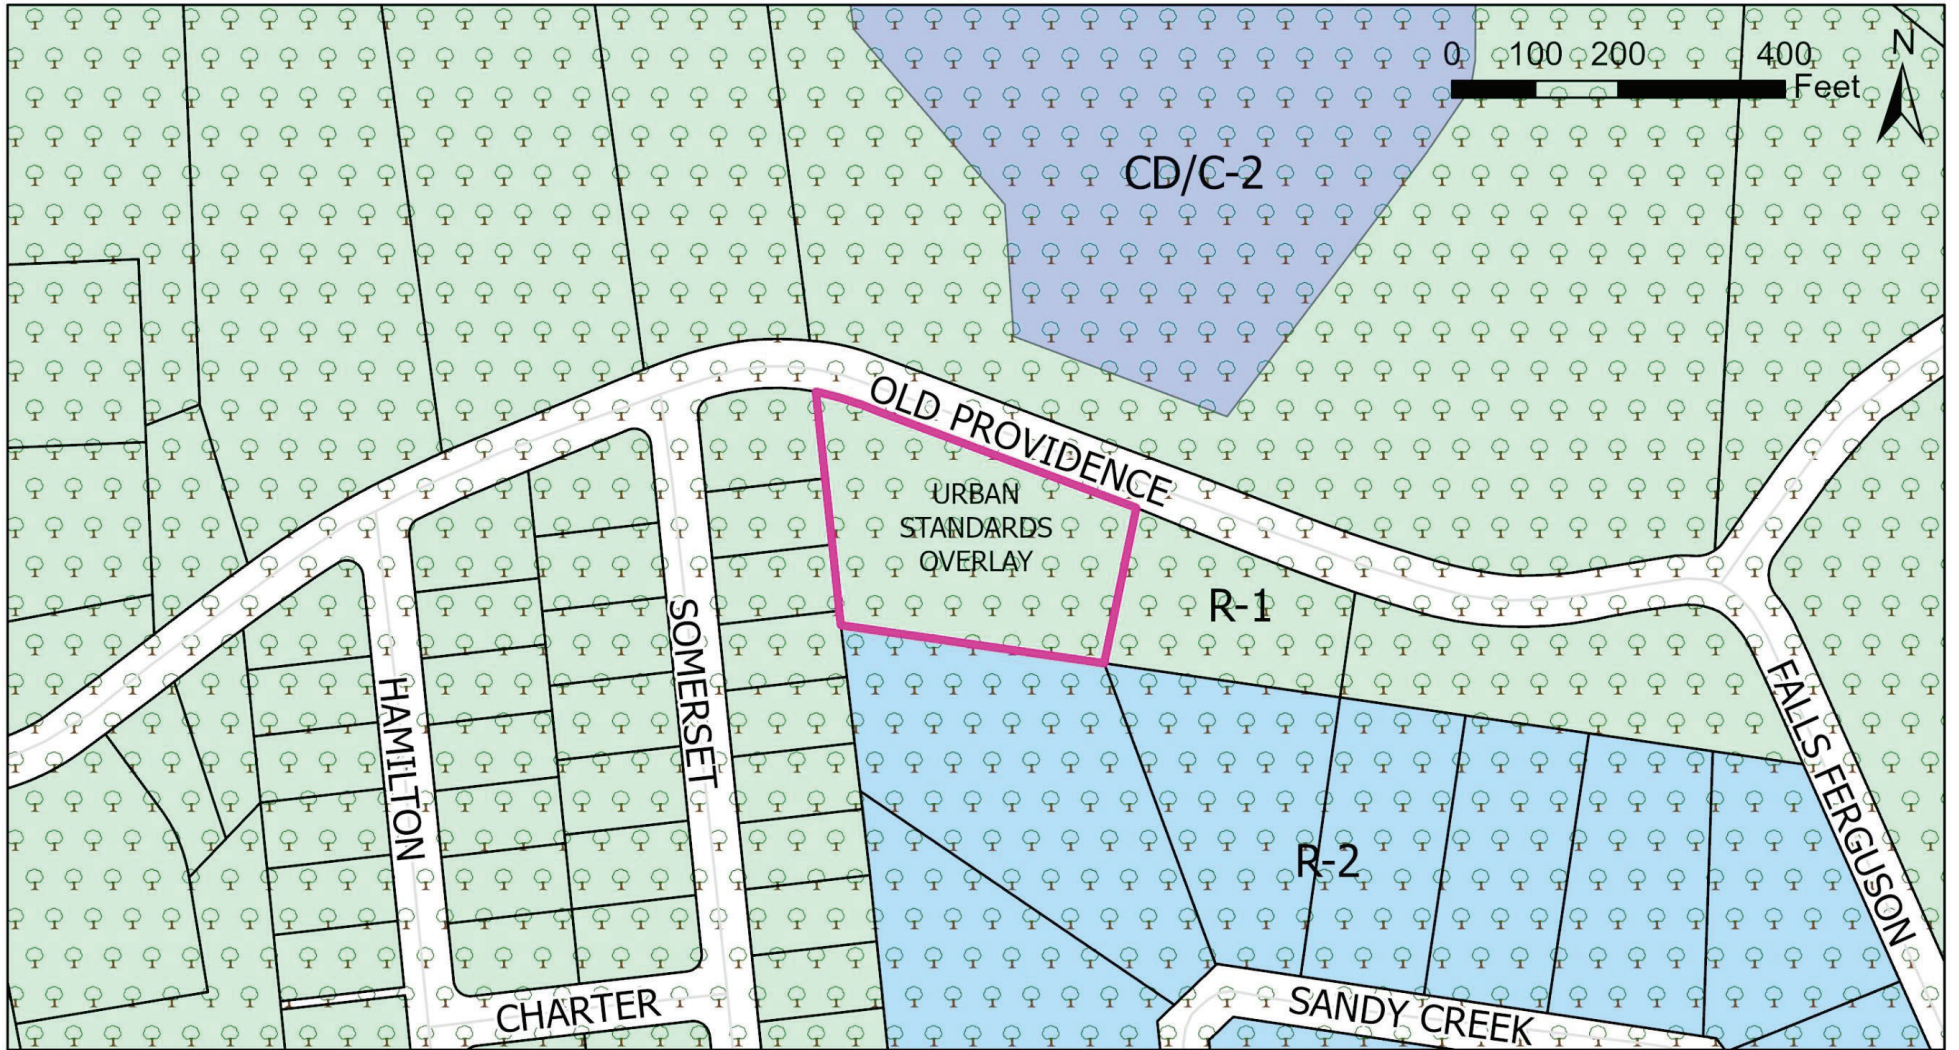 0 100 200 400
Feet
N
CD/C-2
OLD PROVIDENCE
URBAN
STANDARDS
OVERLAY
R-1
SOMERSET
HAMILTON
FALLS FERGUSON
R-2
CHARTER
SANDY CREEK